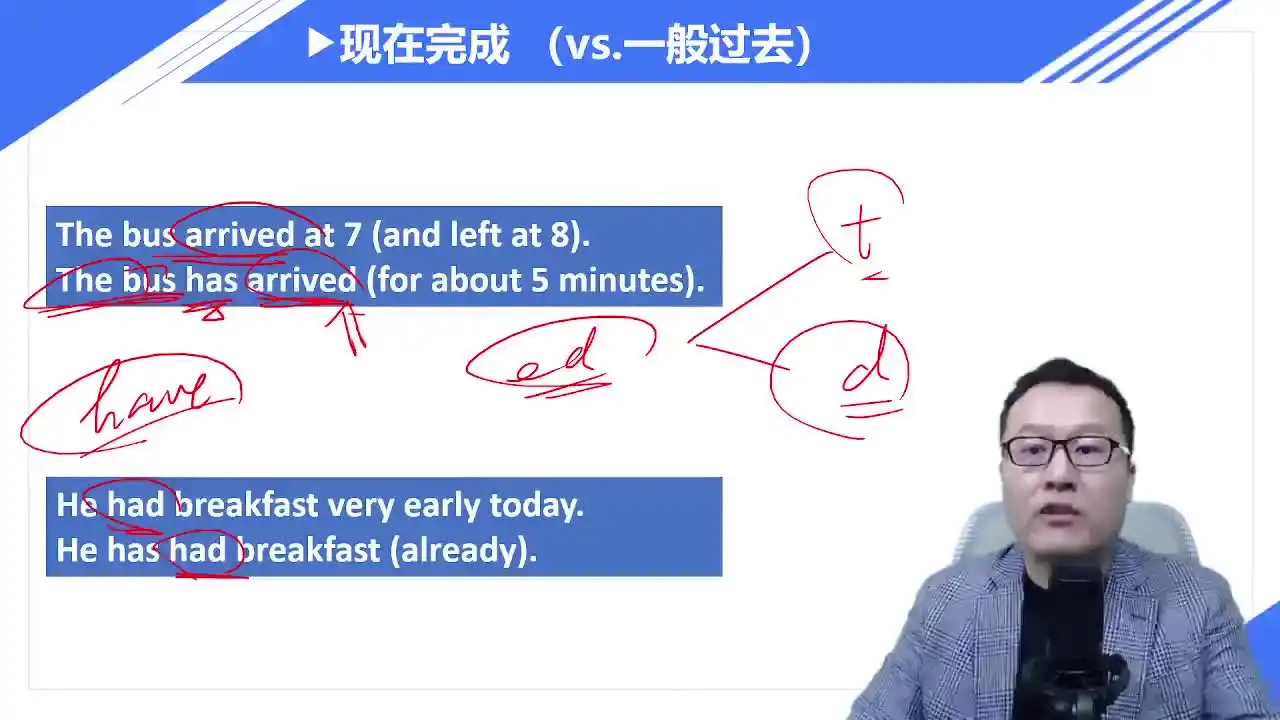 ▶现在完成 （vs.一般过去）
The bus arrived at 7 (and left at 8).
The bus has arrived (for about 5 minutes).
t
ed
d
have
He had breakfast very early today.
He has had breakfast (already).